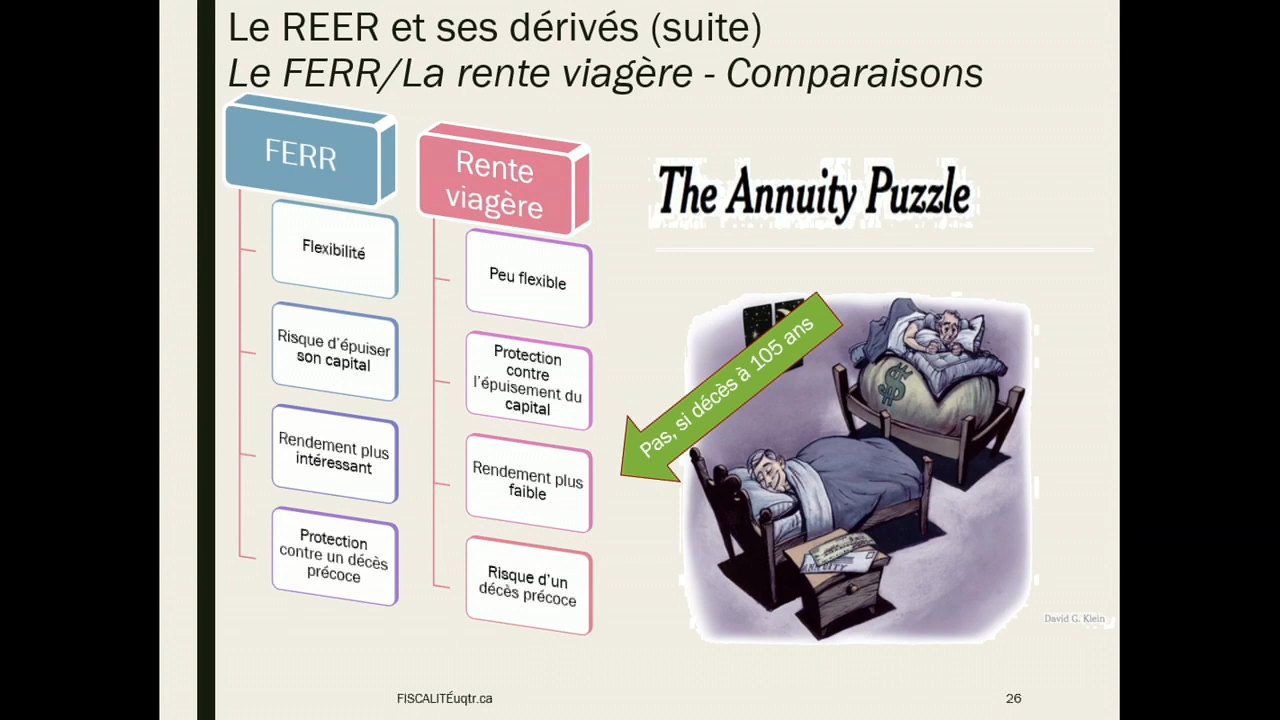 Le REER et ses dérivés (suite)
Le FERR/La rente viagère - Comparaisons
FERR
Flexibilité
Risque d'épuiser
son capital
Rendement plus
intéressant
Protection
contre un décès
précoce
Rente
viagère
Peu flexible
Protection
contre
l'épuisement du
capital
Rendement plus
faible
Risque d'un
décès précoce
The Annuity Puzzle
Pas, si décès à 105 ans
$
ANNUITY
David G. Klein
FISCALITÉuqtr.ca
26